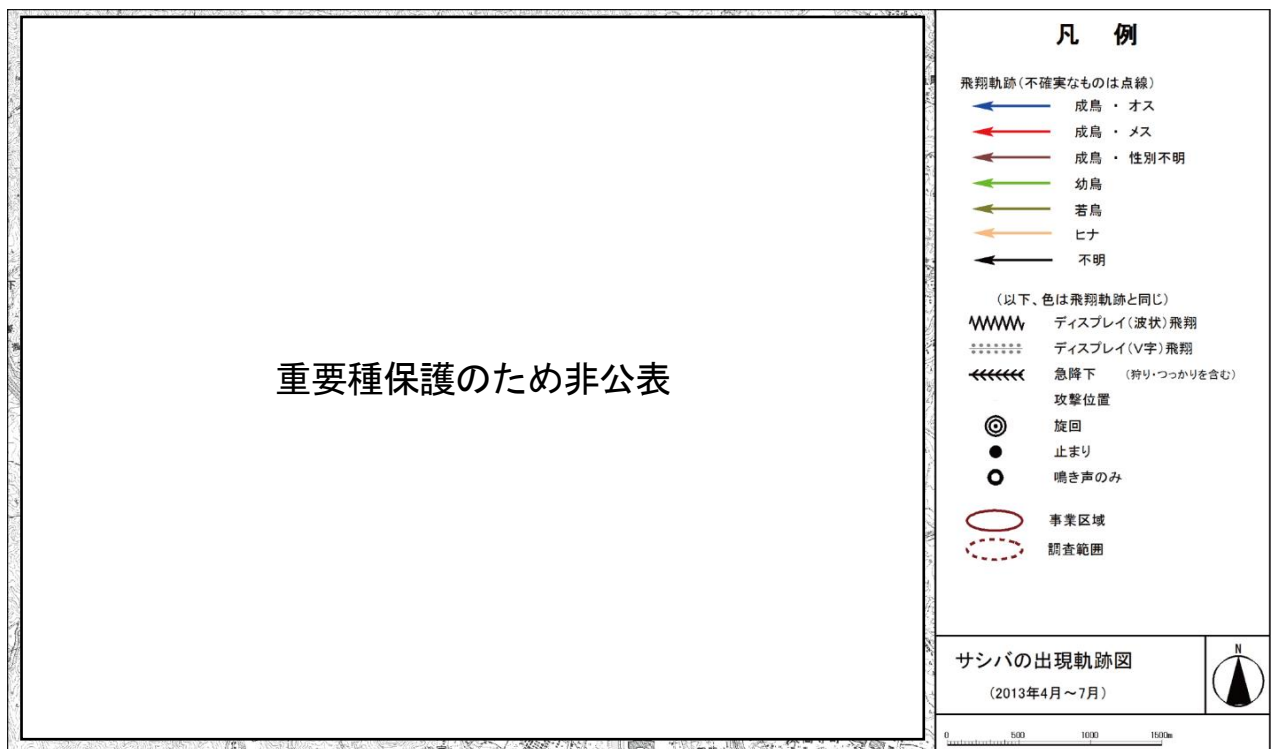 重要種保護のため非公表
凡 例
飛翔軌跡(不確実なものは点線)
成鳥 ・ オス
成鳥 ・ メス
成鳥 ・ 性別不明
幼鳥
若鳥
ヒナ
不明
(以下、色は飛翔軌跡と同じ)
ディスプレイ(波状)飛翔
ディスプレイ(V字)飛翔
急降下 (狩り・つっかりを含む)
攻撃位置
旋回
止まり
鳴き声のみ
事業区域
調査範囲
サシバの出現軌跡図
(2013年4月～7月)
N
0 500 1000 1500m